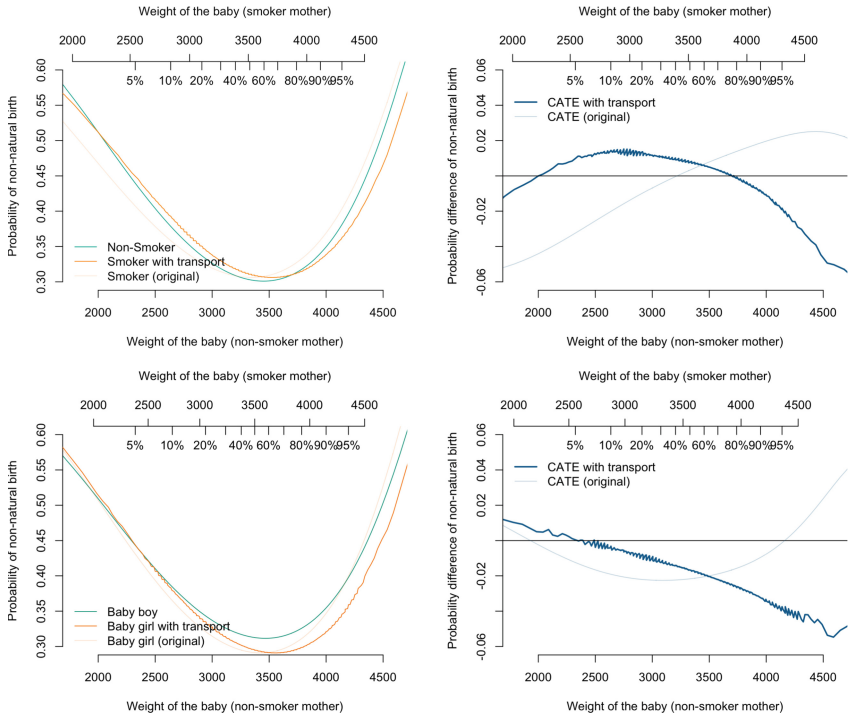 Weight of the baby (smoker mother)
2000 2500 3000 3500 4000 4500
5% 10% 20% 40% 60% 80% 90% 95%
Probability of non-natural birth
0.60
0.55
0.50
0.45
0.40
0.35
0.30
Non-Smoker
Smoker with transport
Smoker (original)
2000 2500 3000 3500 4000 4500
Weight of the baby (non-smoker mother)
Weight of the baby (smoker mother)
2000 2500 3000 3500 4000 4500
5% 10% 20% 40% 60% 80% 90% 95%
Probability difference of non-natural birth
0.06
0.02
-0.02
-0.06
CATE with transport
CATE (original)
2000 2500 3000 3500 4000 4500
Weight of the baby (non-smoker mother)
Weight of the baby (smoker mother)
2000 2500 3000 3500 4000 4500
5% 10% 20% 40% 60% 80% 90% 95%
Probability of non-natural birth
0.60
0.55
0.50
0.45
0.40
0.35
0.30
Baby boy
Baby girl with transport
Baby girl (original)
2000 2500 3000 3500 4000 4500
Weight of the baby (non-smoker mother)
Weight of the baby (smoker mother)
2000 2500 3000 3500 4000 4500
5% 10% 20% 40% 60% 80% 90% 95%
Probability difference of non-natural birth
0.06
0.02
-0.02
-0.06
CATE with transport
CATE (original)
2000 2500 3000 3500 4000 4500
Weight of the baby (non-smoker mother)